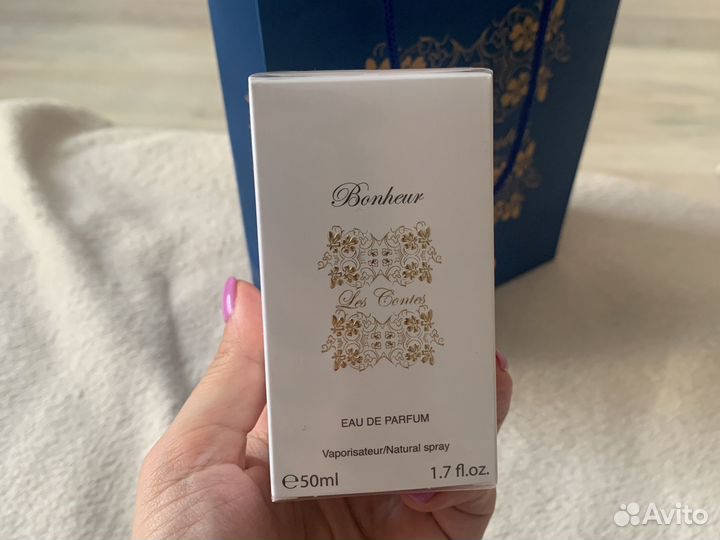 Bonheur
Les Contes
EAU DE PARFUM
Vaporisateur/Natural spray
℮50ml 1.7 fl.oz.
Avito